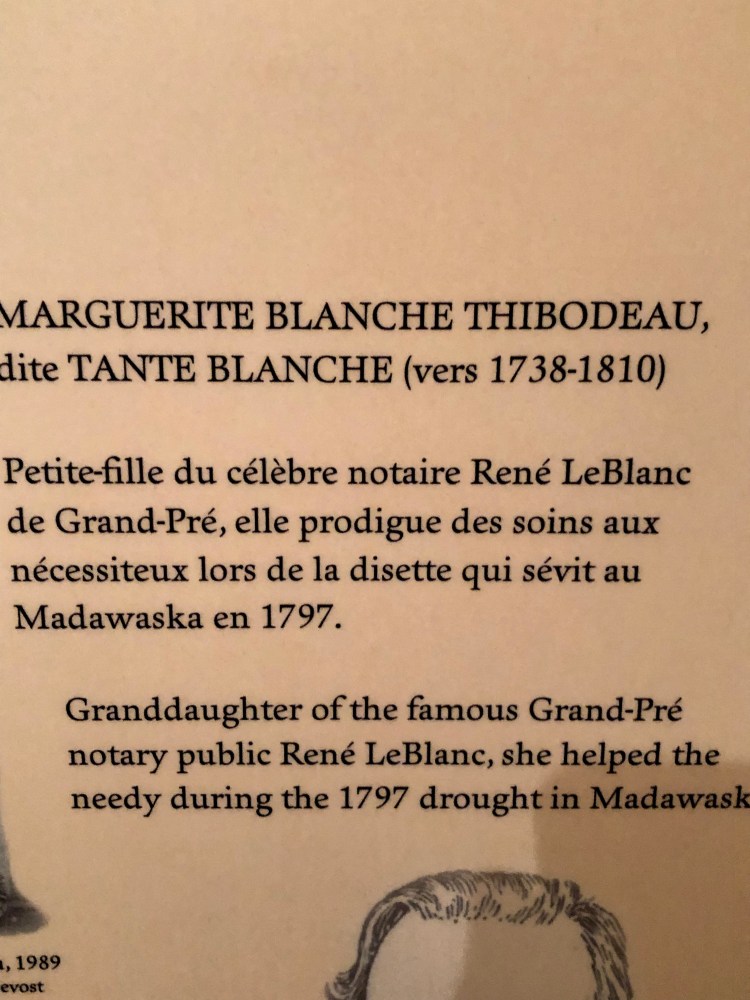 MARGUERITE BLANCHE THIBODEAU,
dite TANTE BLANCHE (vers 1738-1810)
Petite-fille du célèbre notaire René LeBlanc
de Grand-Pré, elle prodigue des soins aux
nécessiteux lors de la disette qui sévit au
Madawaska en 1797.
Granddaughter of the famous Grand-Pré
notary public René LeBlanc, she helped the
needy during the 1797 drought in Madawask
, 1989
evost